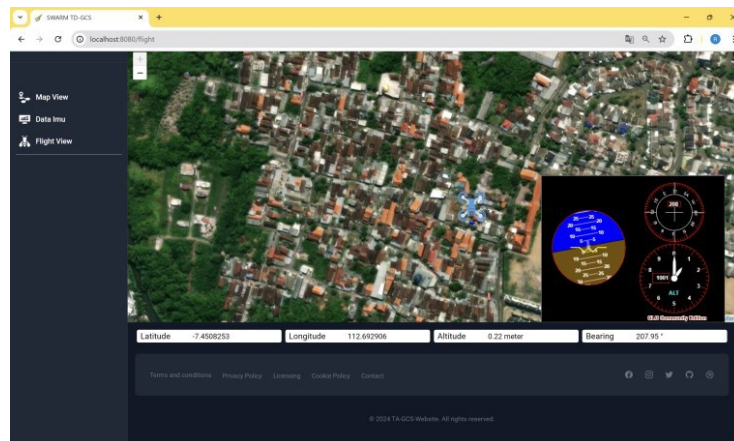 SWARM TD-GCS
localhost:8080/flight
Map View
Data Imu
Flight View
ALT
Latitude -7.4508253
Longitude 112.692906
Altitude 0.22 meter
Bearing 207.95 °
Terms and conditions Privacy Policy Licensing Cookie Policy Contact
© 2024 TA-GCS-Website. All rights reserved.